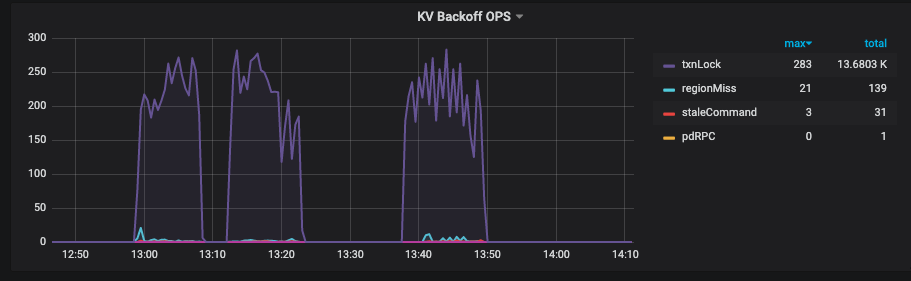 KV Backoff OPS
max total
300
250
200
150
100
50
0
12:50 13:00 13:10 13:20 13:30 13:40 13:50 14:00 14:10
txnLock 283 13.6803 K
regionMiss 21 139
staleCommand 3 31
pdRPC 0 1